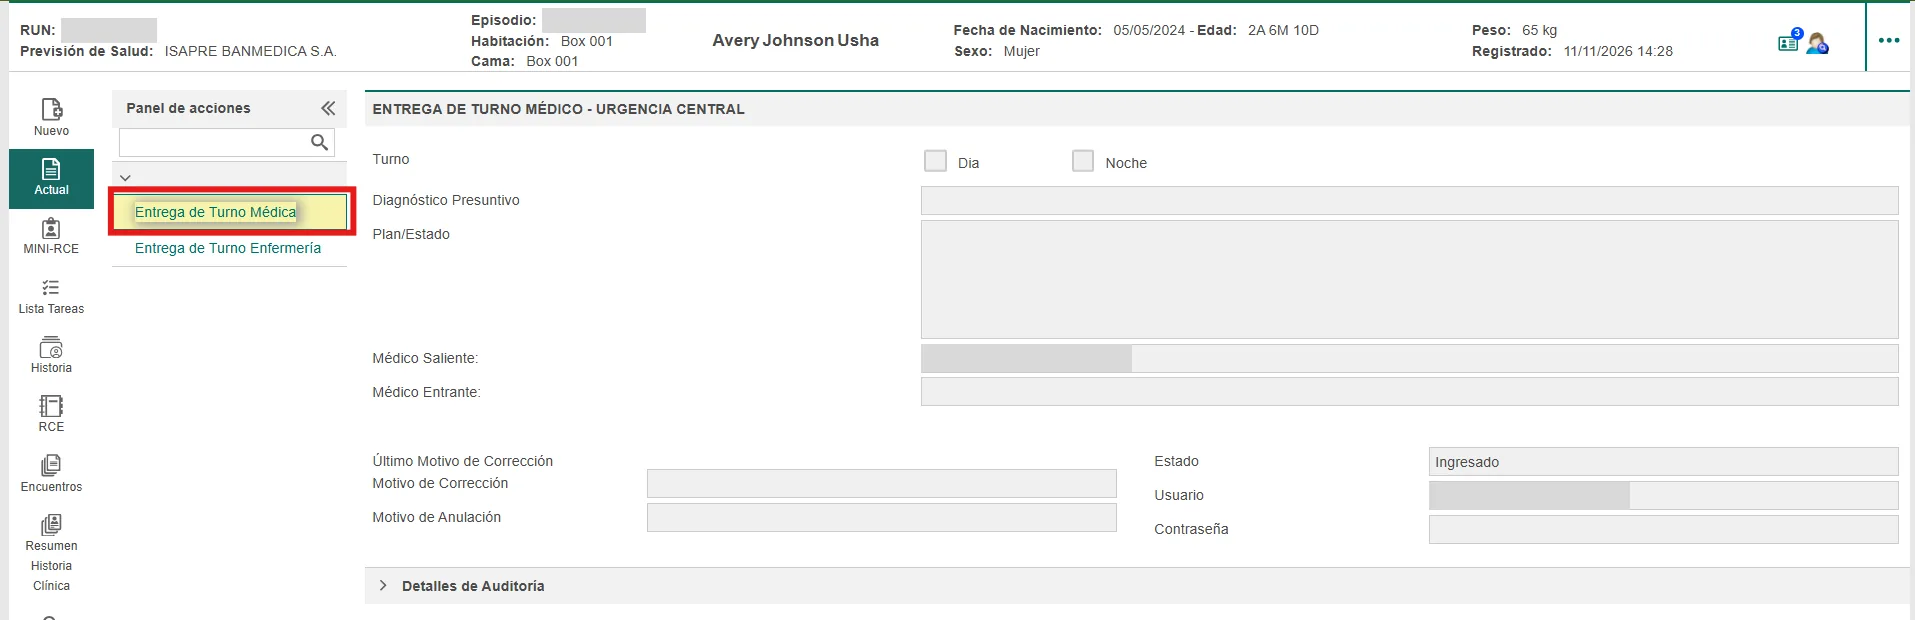 RUN:
Previsión de Salud: ISAPRE BANMEDICA S.A.
Episodio:
Habitación: Box 001
Cama: Box 001
Avery Johnson Usha
Fecha de Nacimiento: 05/05/2024 - Edad: 2A 6M 10D
Sexo: Mujer
Peso: 65 kg
Registrado: 11/11/2026 14:28
3
Nuevo
Actual
MINI-RCE
Lista Tareas
Historia
RCE
Encuentros
Resumen
Historia
Clínica
Panel de acciones
Entrega de Turno Médica
Entrega de Turno Enfermería
ENTREGA DE TURNO MÉDICO - URGENCIA CENTRAL
Turno
Dia
Noche
Diagnóstico Presuntivo
Plan/Estado
Médico Saliente:
Médico Entrante:
Último Motivo de Corrección
Motivo de Corrección
Motivo de Anulación
Estado
Ingresado
Usuario
Contraseña
Detalles de Auditoría